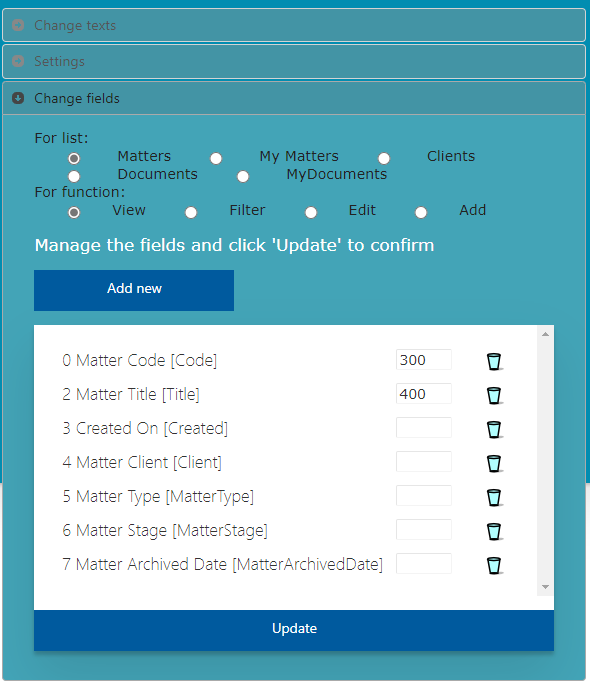 Change texts
Settings
Change fields
For list:
Matters My Matters Clients
Documents MyDocuments
For function:
View Filter Edit Add
Manage the fields and click 'Update' to confirm
Add new
0 Matter Code [Code] 300
2 Matter Title [Title] 400
3 Created On [Created]
4 Matter Client [Client]
5 Matter Type [MatterType]
6 Matter Stage [MatterStage]
7 Matter Archived Date [MatterArchivedDate]
Update